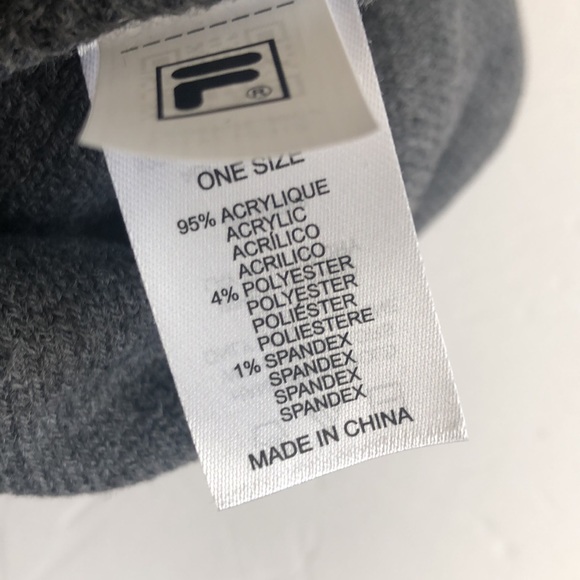 F
®
ONE SIZE
95% ACRYLIQUE
ACRYLIC
ACRÍLICO
ACRILICO
4% POLYESTER
POLYESTER
POLIÉSTER
POLIESTERE
1% SPANDEX
SPANDEX
SPANDEX
SPANDEX
MADE IN CHINA